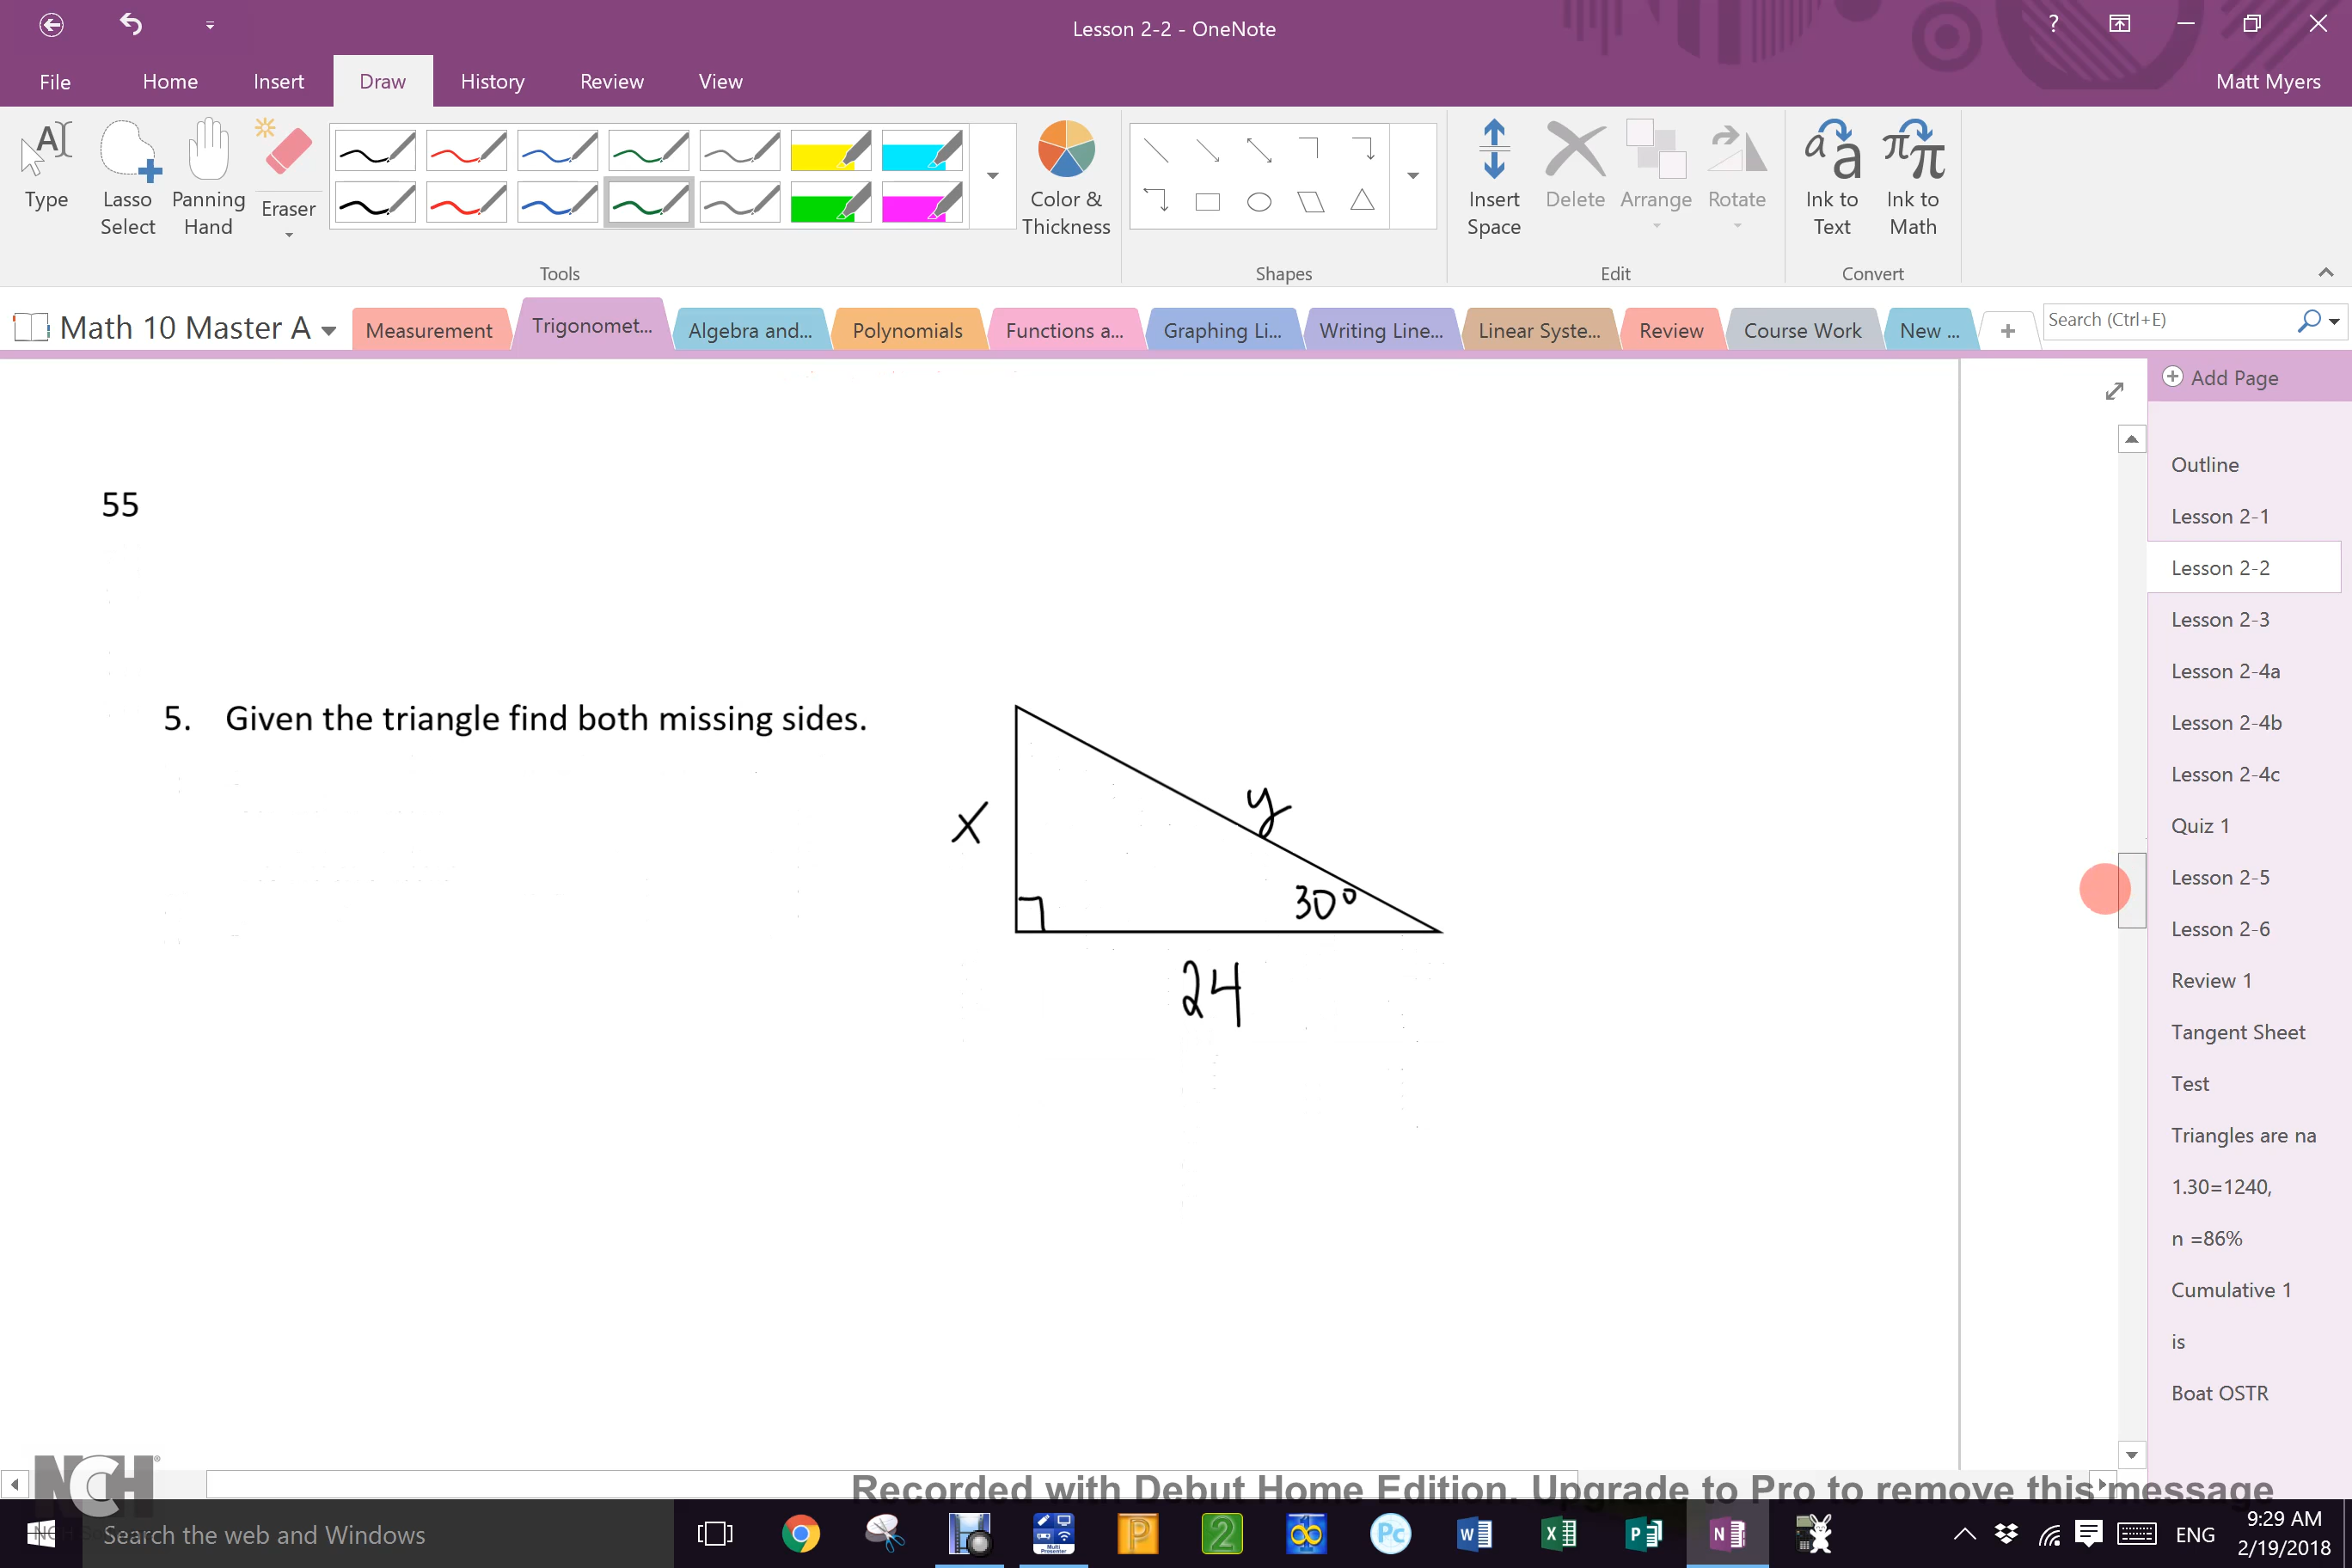 Lesson 2-2 - OneNote
?
File
Home
Insert
Draw
History
Review
View
Matt Myers
Type
Lasso Select
Panning Hand
Eraser
Color & Thickness
Insert Space
Delete
Arrange
Rotate
Ink to Text
Ink to Math
Tools
Shapes
Edit
Convert
Math 10 Master A
Measurement
Trigonomet...
Algebra and...
Polynomials
Functions a...
Graphing Li...
Writing Line...
Linear Syste...
Review
Course Work
New ...
Search (Ctrl+E)
Add Page
Outline
Lesson 2-1
Lesson 2-2
Lesson 2-3
Lesson 2-4a
Lesson 2-4b
Lesson 2-4c
Quiz 1
Lesson 2-5
Lesson 2-6
Review 1
Tangent Sheet
Test
Triangles are na
1.30=1240,
n =86%
Cumulative 1
is
Boat OSTR
55
5. Given the triangle find both missing sides.
x
y
30°
24
NCH
Recorded with Debut Home Edition. Upgrade to Pro to remove this message
Search the web and Windows
ENG
9:29 AM
2/19/2018